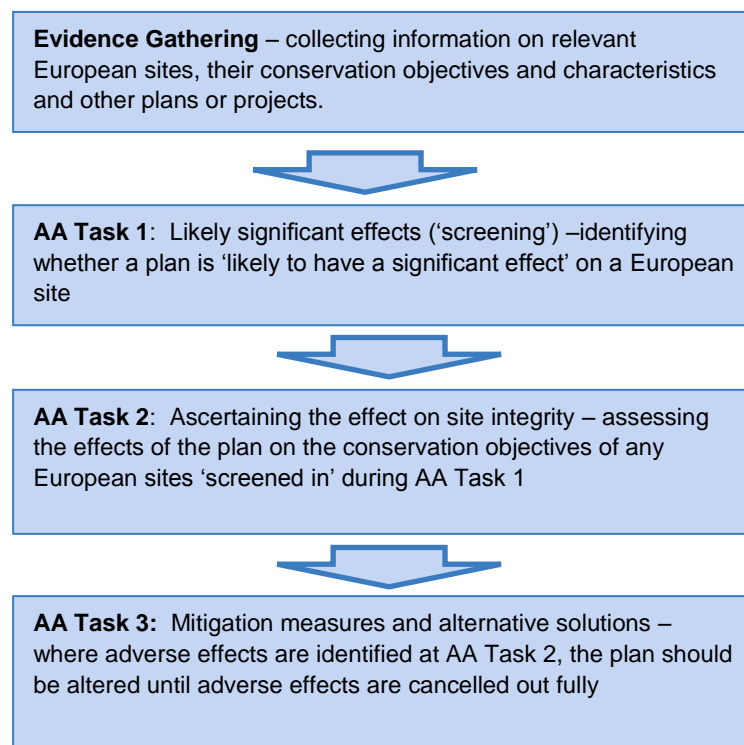 Evidence Gathering – collecting information on relevant
European sites, their conservation objectives and characteristics
and other plans or projects.
AA Task 1:  Likely significant effects (‘screening’) –identifying
whether a plan is ‘likely to have a significant effect’ on a European
site
AA Task 2:  Ascertaining the effect on site integrity – assessing
the effects of the plan on the conservation objectives of any
European sites ‘screened in’ during AA Task 1
AA Task 3:  Mitigation measures and alternative solutions –
where adverse effects are identified at AA Task 2, the plan should
be altered until adverse effects are cancelled out fully